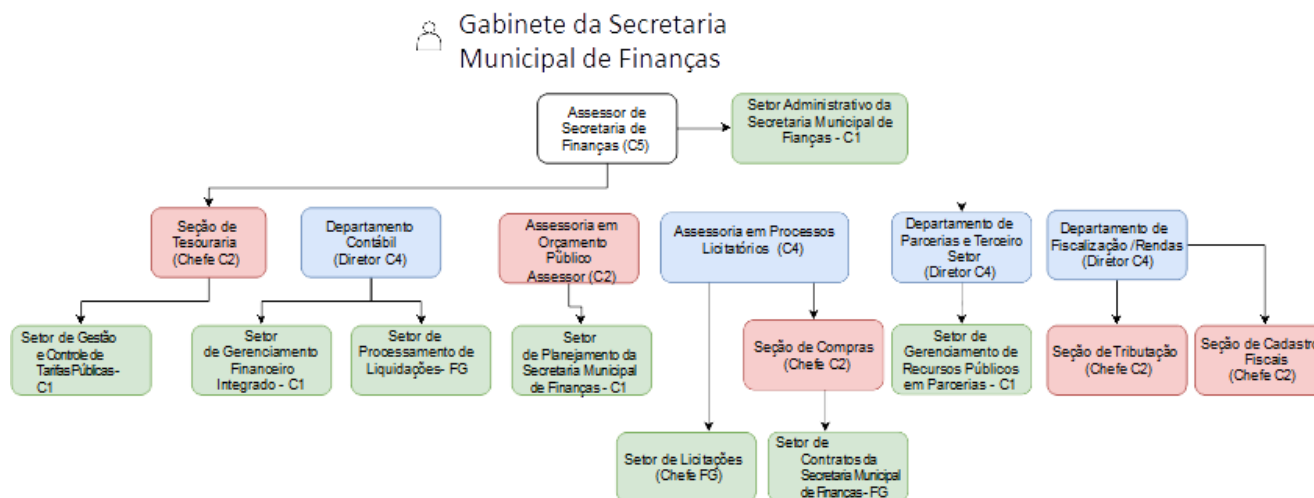 Gabinete da Secretaria
Municipal de Finanças
Assessor de
Secretaria de
Finanças (C5)
Setor Administrativo da
Secretaria Municipal de
Fianças - C1
Seção de
Tesouraria
(Chefe C2)
Departamento
Contábil
(Diretor C4)
Assessoria em
Orçamento
Público
Assessor (C2)
Assessoria em Processos
Licitatórios (C4)
Departamento de
Parcerias e Terceiro
Setor
(Diretor C4)
Departamento de
Fiscalização /Rendas
(Diretor C4)
Setor de Gestão
e Controle de
Tarifas Públicas-
C1
Setor
de Gerenciamento
Financeiro
Integrado - C1
Setor de
Processamento de
Liquidações- FG
Setor
de Planejamento da
Secretaria Municipal
de Finanças - C1
Seção de Compras
(Chefe C2)
Setor de
Gerenciamento de
Recursos Públicos
em Parcerias - C1
Seção de Tributação
(Chefe C2)
Seção de Cadastro
Fiscais
(Chefe C2)
Setor de Licitações
(Chefe FG)
Setor de
Contratos da
Secretaria Municipal
de Finanças- FG